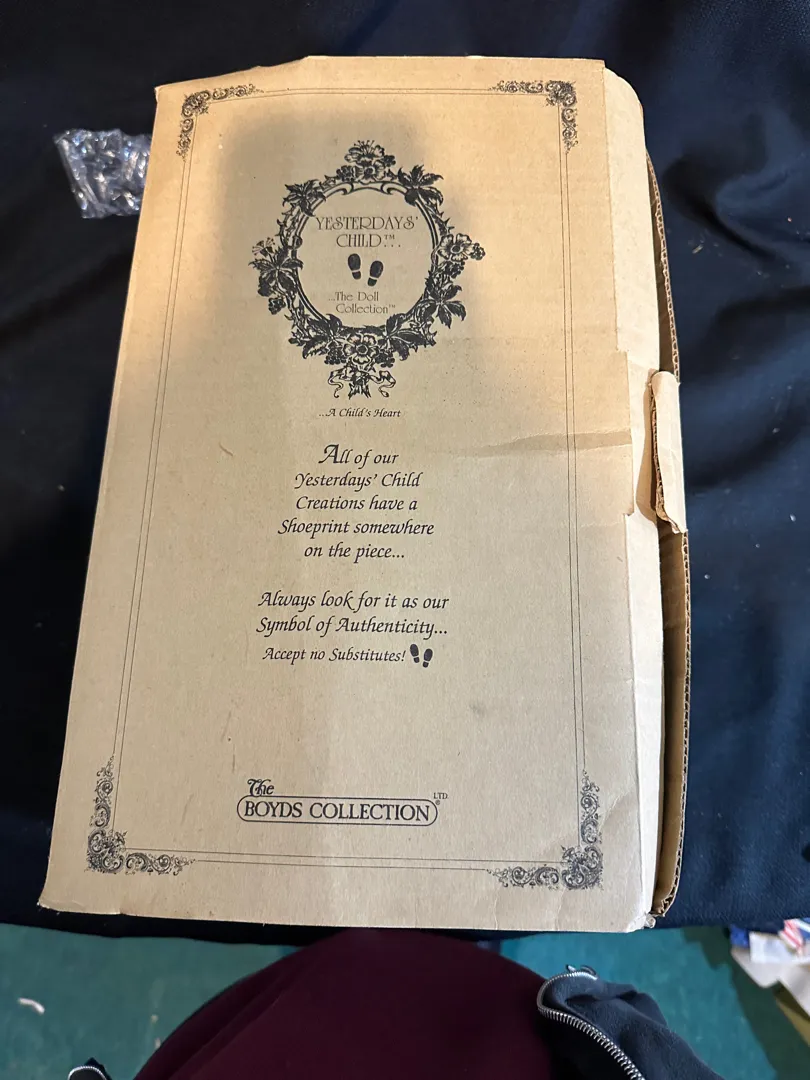 YESTERDAYS'
CHILD™...
...The Doll
Collection™
...A Child's Heart
All of our
Yesterdays' Child
Creations have a
Shoeprint somewhere
on the piece...
Always look for it as our
Symbol of Authenticity...
Accept no Substitutes!
The
BOYDS COLLECTION LTD ®